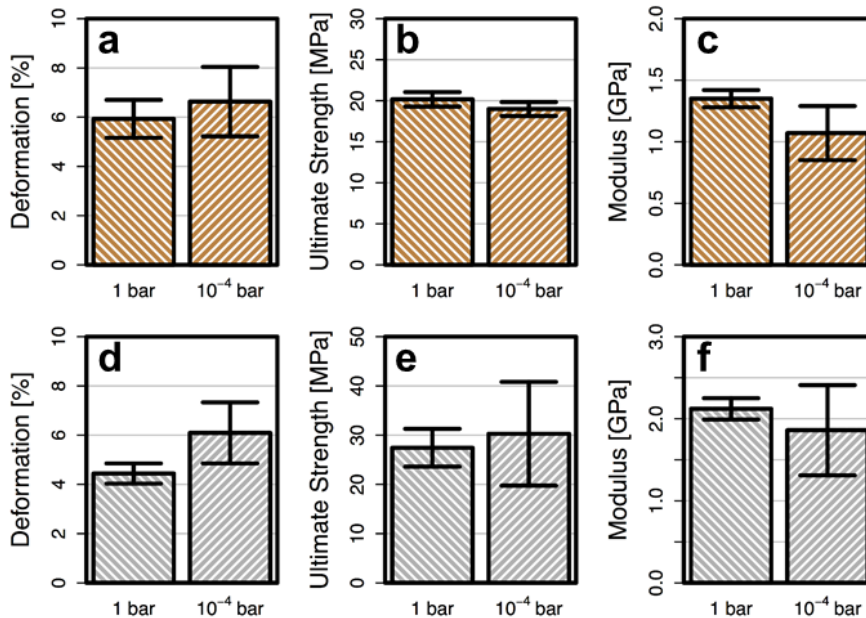 a
Deformation [%]
0 2 4 6 8 10
1 bar 10⁻⁴ bar
b
Ultimate Strength [MPa]
0 5 10 15 20 25 30
1 bar 10⁻⁴ bar
c
Modulus [GPa]
0.0 0.5 1.0 1.5 2.0
1 bar 10⁻⁴ bar
d
Deformation [%]
0 2 4 6 8 10
1 bar 10⁻⁴ bar
e
Ultimate Strength [MPa]
0 10 20 30 40 50
1 bar 10⁻⁴ bar
f
Modulus [GPa]
0.0 1.0 2.0 3.0
1 bar 10⁻⁴ bar